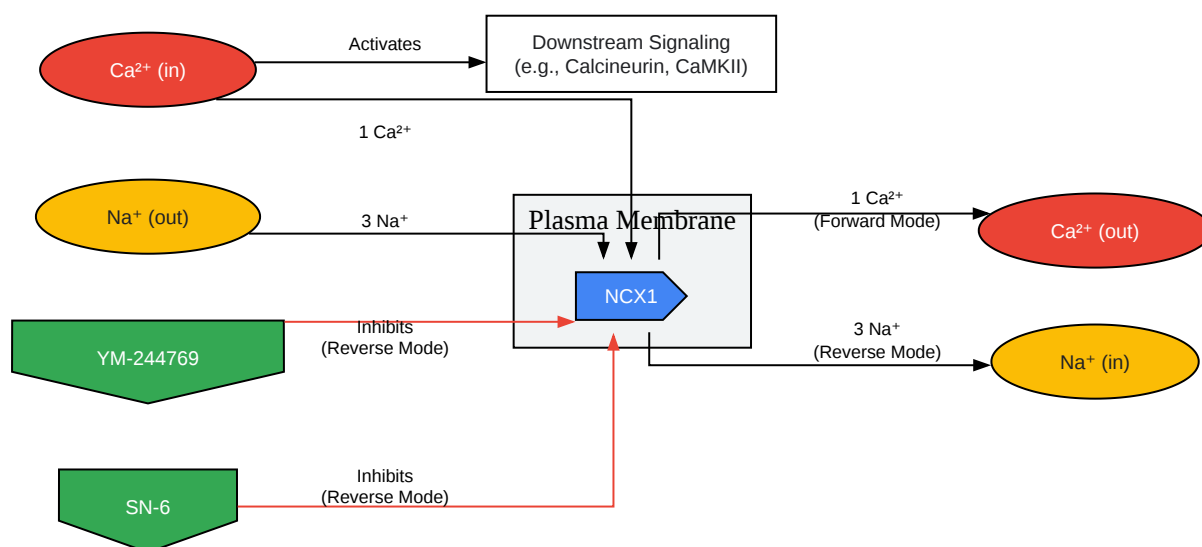 Activates
Downstream Signaling
(e.g., Calcineurin, CaMKII)
Ca²⁺ (in)
1 Ca²⁺
Na⁺ (out)
3 Na⁺
Plasma Membrane
1 Ca²⁺
(Forward Mode)
Ca²⁺ (out)
NCX1
YM-244769
Inhibits
(Reverse Mode)
3 Na⁺
(Reverse Mode)
Na⁺ (in)
SN-6
Inhibits
(Reverse Mode)